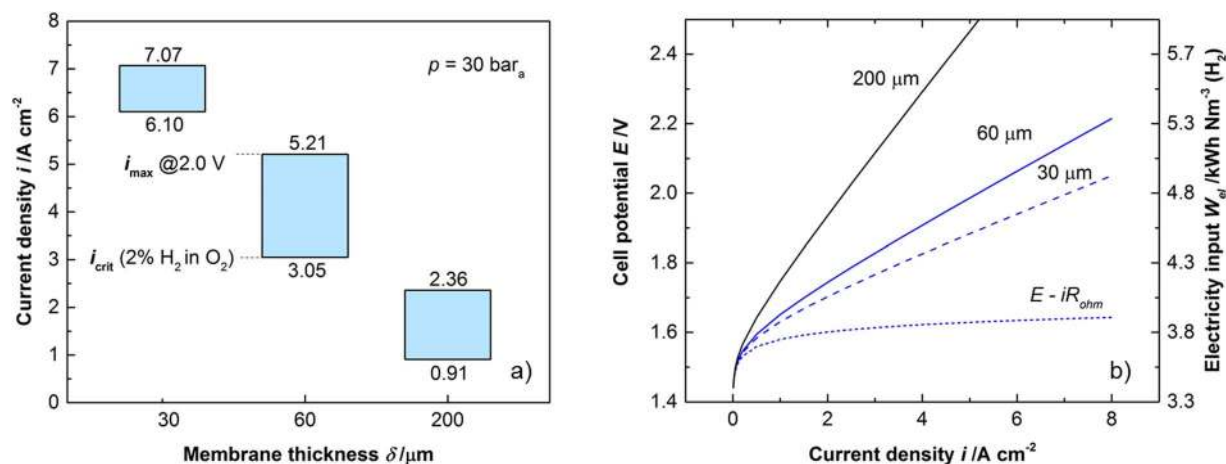 8
7
6
5
4
3
2
1
0
Current density i /A cm⁻²
7.07
6.10
p = 30 barₐ
i_max @2.0 V
5.21
i_crit (2% H₂ in O₂)
3.05
2.36
0.91
a)
30 60 200
Membrane thickness δ /μm
2.4
2.2
2.0
1.8
1.6
1.4
Cell potential E /V
200 μm
60 μm
30 μm
E - iR_ohm
b)
5.7
5.3
4.8
4.3
3.8
3.3
Electricity input W_el /kWh Nm⁻³ (H₂)
0 2 4 6 8
Current density i /A cm⁻²